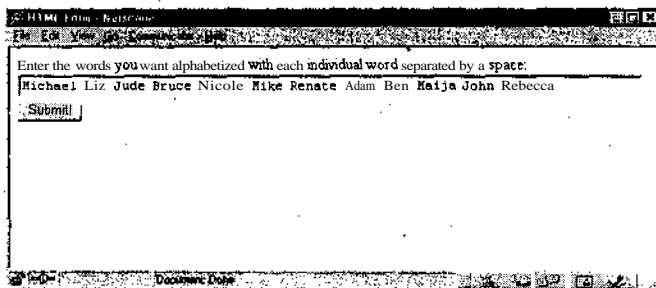 HTML Form - Netscape
File Edit View Go Communicator Help
Enter the words you want alphabetized with each individual word separated by a space:
Michael Liz Jude Bruce Nicole Mike Renate Adam Ben Maija John Rebecca
Submit
Document: Done